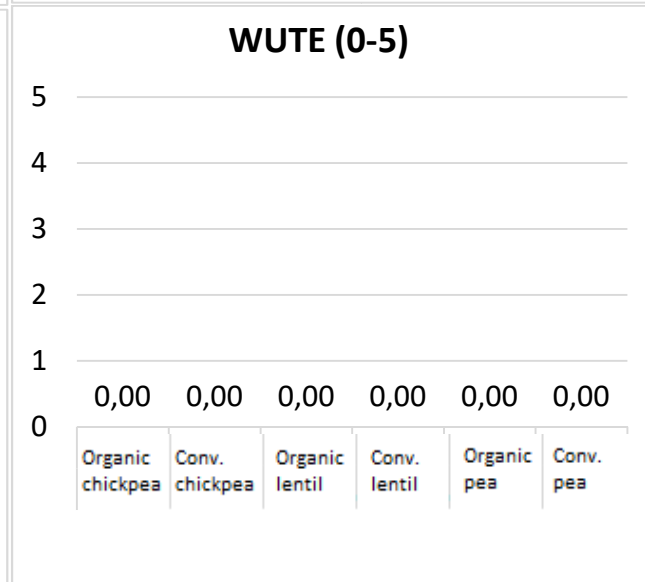 WUTE (0-5)
5
4
3
2
1
0
0,00 0,00 0,00 0,00 0,00 0,00
Organic chickpea
Conv. chickpea
Organic lentil
Conv. lentil
Organic pea
Conv. pea